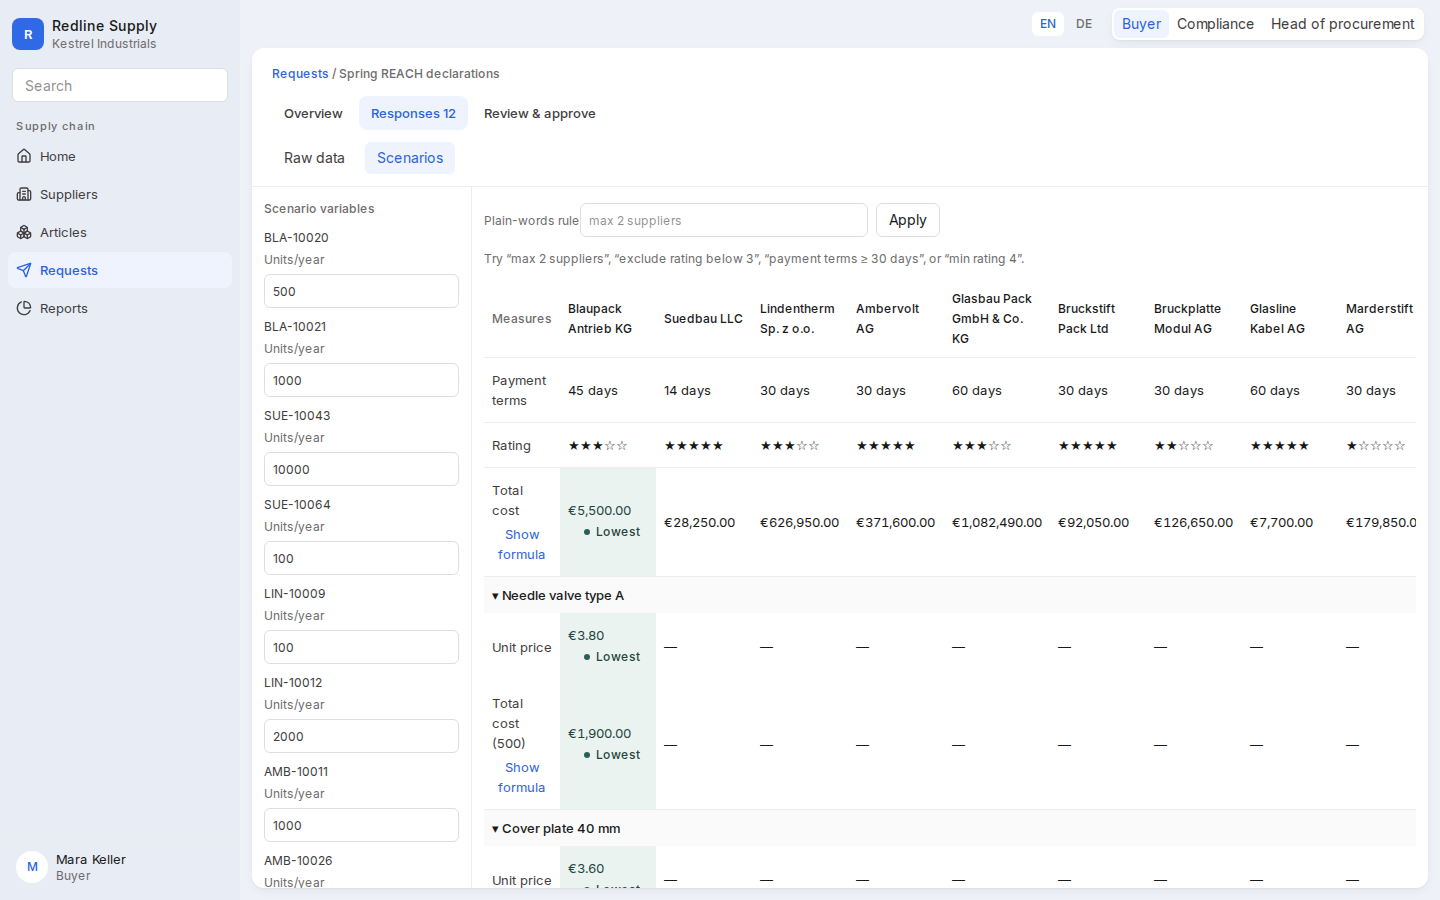 R
Redline Supply
Kestrel Industrials
Search
Supply chain
Home
Suppliers
Articles
Requests
Reports
M
Mara Keller
Buyer
EN DE Buyer Compliance Head of procurement
Requests / Spring REACH declarations
Overview Responses 12 Review & approve
Raw data Scenarios
Scenario variables
BLA-10020
Units/year
500
BLA-10021
Units/year
1000
SUE-10043
Units/year
10000
SUE-10064
Units/year
100
LIN-10009
Units/year
100
LIN-10012
Units/year
2000
AMB-10011
Units/year
1000
AMB-10026
Units/year
Plain-words rule max 2 suppliers Apply
Try “max 2 suppliers”, “exclude rating below 3”, “payment terms ≥ 30 days”, or “min rating 4”.
Measures Blaupack Antrieb KG Suedbau LLC Lindentherm Sp. z o.o. Ambervolt AG Glasbau Pack GmbH & Co. KG Bruckstift Pack Ltd Bruckplatte Modul AG Glasline Kabel AG Marderstift AG
Payment terms 45 days 14 days 30 days 30 days 60 days 30 days 30 days 60 days 30 days
Rating ★★★☆☆ ★★★★★ ★★★☆☆ ★★★★★ ★★★☆☆ ★★★★★ ★★☆☆☆ ★★★★★ ★☆☆☆☆
Total cost Show formula €5,500.00 Lowest €28,250.00 €626,950.00 €371,600.00 €1,082,490.00 €92,050.00 €126,650.00 €7,700.00 €179,850.0
▾ Needle valve type A
Unit price €3.80 Lowest — — — — — — — —
Total cost (500) Show formula €1,900.00 Lowest — — — — — — — —
▾ Cover plate 40 mm
Unit price €3.60 Lowest — — — — — — — —